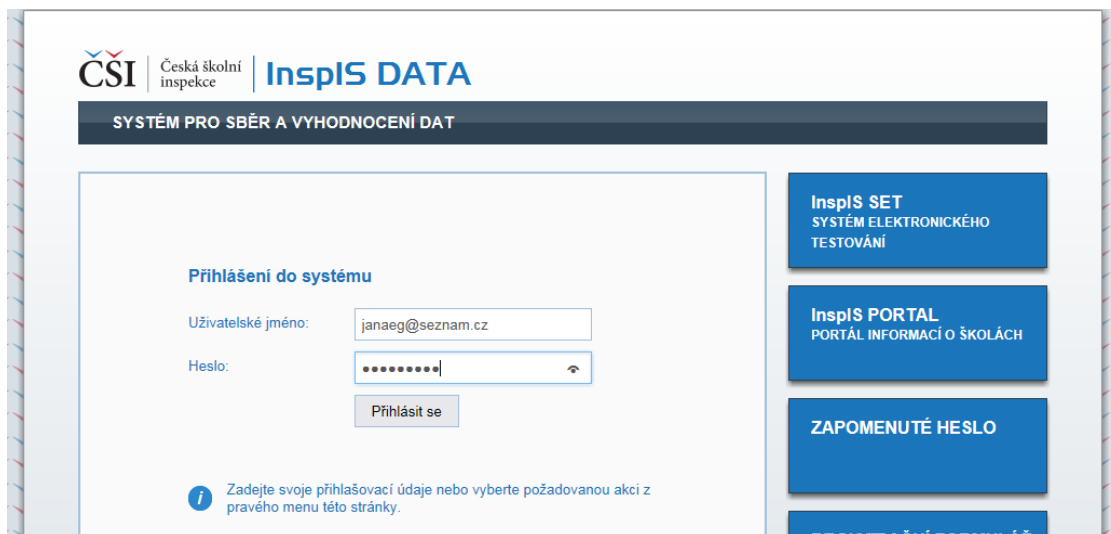 ČŠI
Česká školní
inspekce
InspIS DATA
SYSTÉM PRO SBĚR A VYHODNOCENÍ DAT
Přihlášení do systému
Uživatelské jméno:
janaeg@seznam.cz
Heslo:
●●●●●●●●●
Přihlásit se
i
Zadejte svoje přihlašovací údaje nebo vyberte požadovanou akci z
pravého menu této stránky.
InspIS SET
SYSTÉM ELEKTRONICKÉHO
TESTOVÁNÍ
InspIS PORTAL
PORTÁL INFORMACÍ O ŠKOLÁCH
ZAPOMENUTÉ HESLO